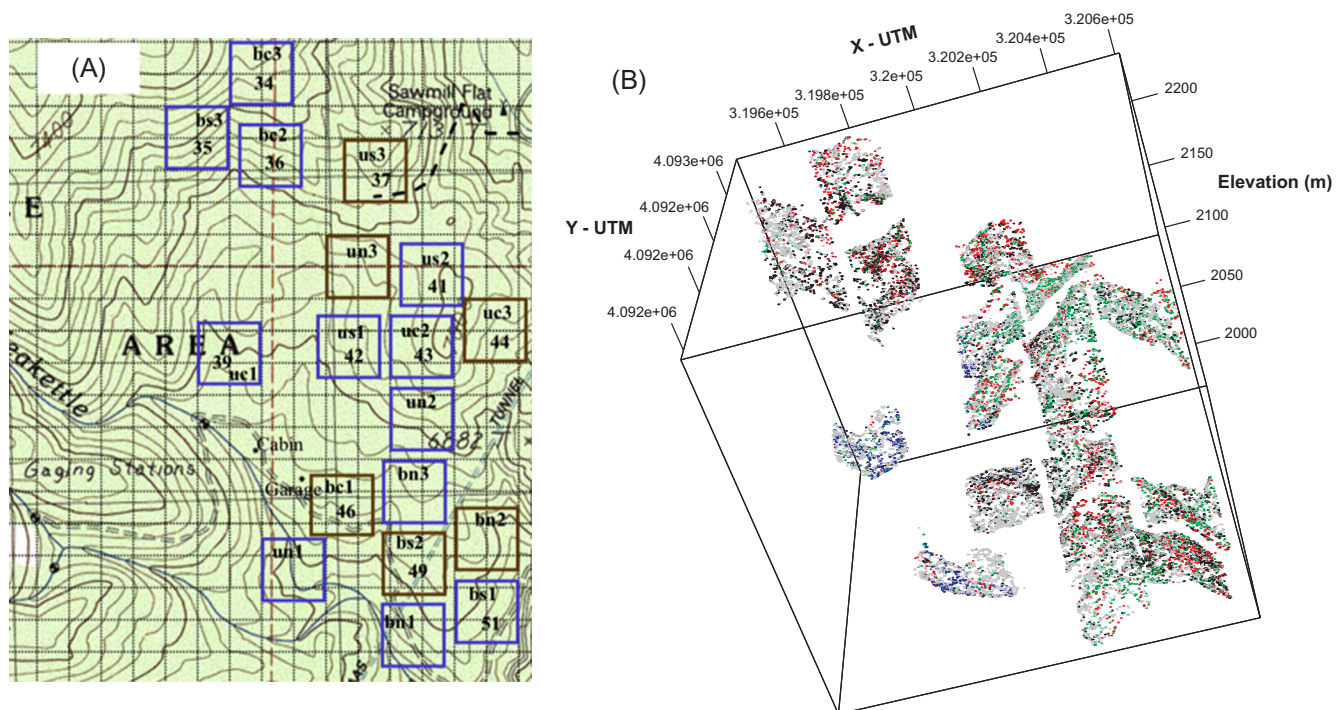 (A)
bc3
34
Sawmill Flat
Campground
bs3
35
bc2
36
us3
37
E
un3
us2
41
uc3
44
us1
42
uc2
43
AREA
39
uc1
eakettle
un2
TUNNEL
6882
Cabin
Gaging Stations
Garage
bc1
46
bn3
bn2
un1
bs2
49
bs1
51
bn1
(B)
X - UTM
3.196e+05
3.198e+05
3.2e+05
3.202e+05
3.204e+05
3.206e+05
4.093e+06
4.092e+06
4.092e+06
4.092e+06
Y - UTM
2200
2150
2100
2050
2000
Elevation (m)